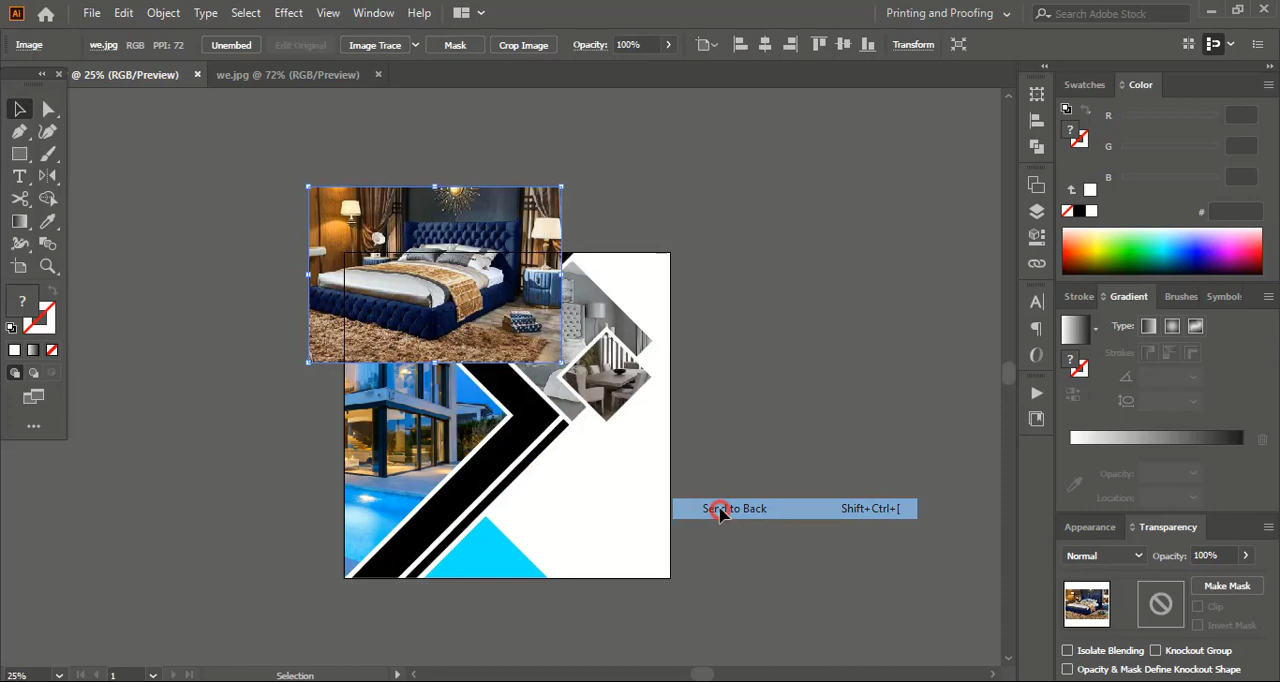 Ai File Edit Object Type Select Effect View Window Help Printing and Proofing Search Adobe Stock
Image we.jpg RGB PPI: 72 Unembed Edit Original Image Trace Mask Crop Image Opacity: 100% Transform
@ 25% (RGB/Preview) × we.jpg @ 72% (RGB/Preview) ×
Swatches Color
R
G
B
#
Stroke Gradient Brushes Symbol:
Type:
Strokes:
Opacity:
Location:
Send to Back Shift+Ctrl+[
Appearance Transparency
Normal Opacity: 100%
Make Mask
Clip
Invert Mask
Isolate Blending Knockout Group
Opacity & Mask Define Knockout Shape
25% 1 Selection